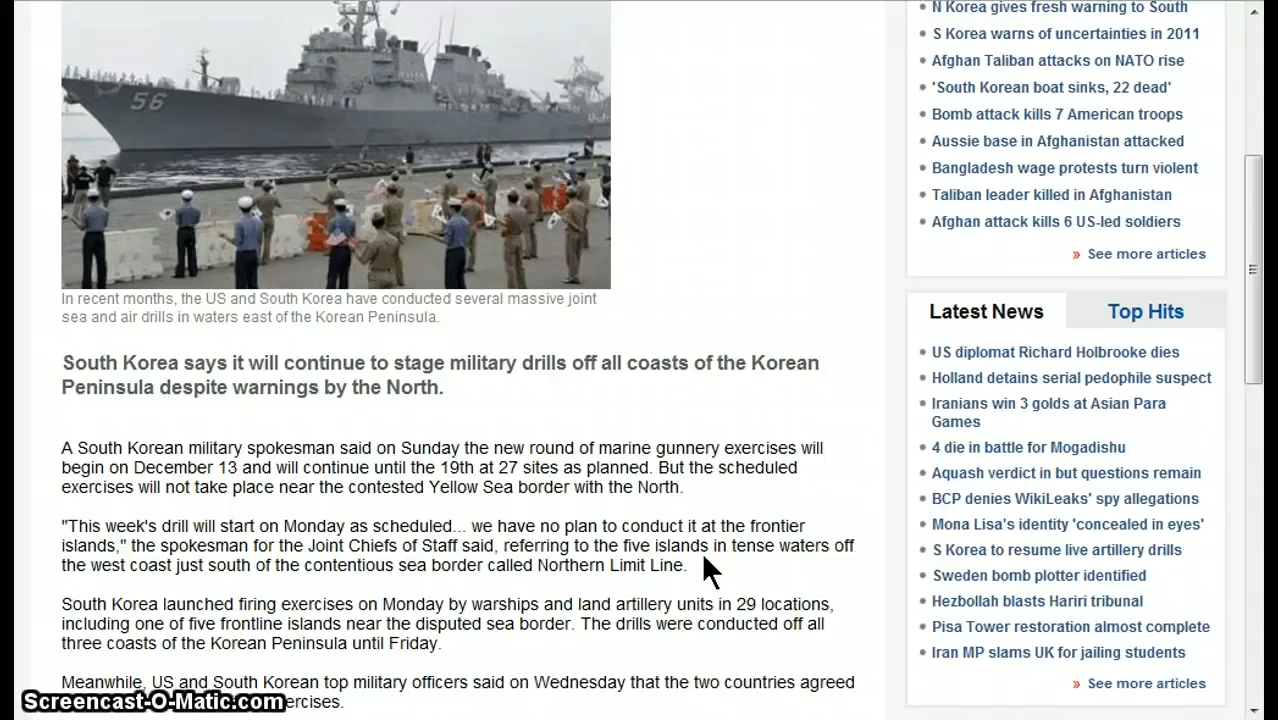 56
In recent months, the US and South Korea have conducted several massive joint
sea and air drills in waters east of the Korean Peninsula.
South Korea says it will continue to stage military drills off all coasts of the Korean
Peninsula despite warnings by the North.
A South Korean military spokesman said on Sunday the new round of marine gunnery exercises will
begin on December 13 and will continue until the 19th at 27 sites as planned. But the scheduled
exercises will not take place near the contested Yellow Sea border with the North.
"This week's drill will start on Monday as scheduled... we have no plan to conduct it at the frontier
islands," the spokesman for the Joint Chiefs of Staff said, referring to the five islands in tense waters off
the west coast just south of the contentious sea border called Northern Limit Line.
South Korea launched firing exercises on Monday by warships and land artillery units in 29 locations,
including one of five frontline islands near the disputed sea border. The drills were conducted off all
three coasts of the Korean Peninsula until Friday.
Meanwhile, US and South Korean top military officers said on Wednesday that the two countries agreed
ercises.
N Korea gives fresh warning to South
S Korea warns of uncertainties in 2011
Afghan Taliban attacks on NATO rise
'South Korean boat sinks, 22 dead'
Bomb attack kills 7 American troops
Aussie base in Afghanistan attacked
Bangladesh wage protests turn violent
Taliban leader killed in Afghanistan
Afghan attack kills 6 US-led soldiers
» See more articles
Latest News Top Hits
US diplomat Richard Holbrooke dies
Holland detains serial pedophile suspect
Iranians win 3 golds at Asian Para
Games
4 die in battle for Mogadishu
Aquash verdict in but questions remain
BCP denies WikiLeaks' spy allegations
Mona Lisa's identity 'concealed in eyes'
S Korea to resume live artillery drills
Sweden bomb plotter identified
Hezbollah blasts Hariri tribunal
Pisa Tower restoration almost complete
Iran MP slams UK for jailing students
» See more articles
Screencast-O-Matic.com